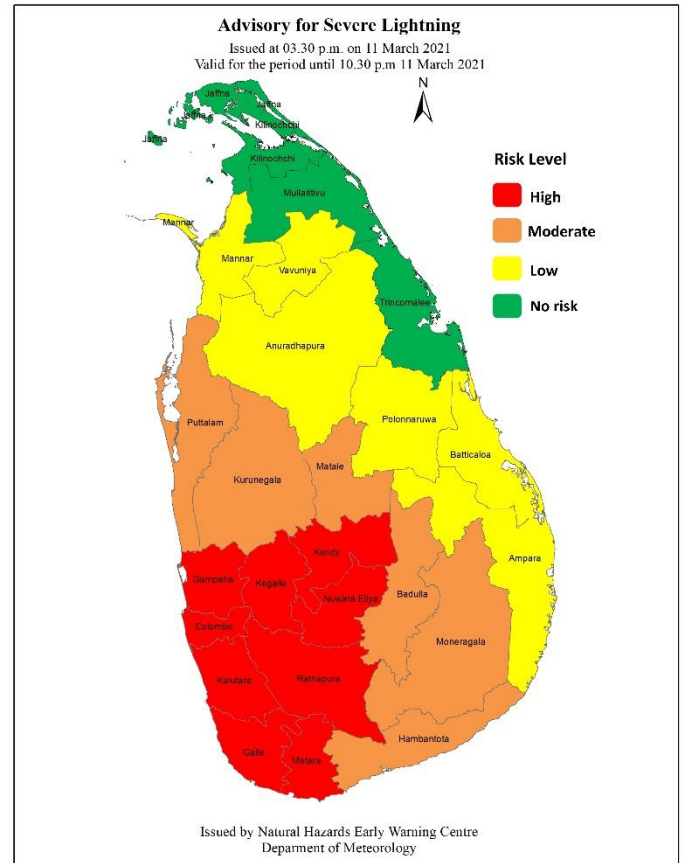 Advisory for Severe Lightning
Issued at 03.30 p.m. on 11 March 2021
Valid for the period until 10.30 p.m 11 March 2021
N
Jaffna
Jaffna
Jaffna
Jaffna
Kilinochchi
Kilinochchi
Mullaittivu
Risk Level
High
Moderate
Low
No risk
Mannar
Mannar
Vavuniya
Trincomalee
Anuradhapura
Puttalam
Polonnaruwa
Kurunegala
Matale
Batticaloa
Kandy
Gampaha
Kegalle
Nuwara Eliya
Badulla
Ampara
Colombo
Moneragala
Kalutara
Ratnapura
Hambantota
Galle
Matara
Issued by Natural Hazards Early Warning Centre
Deparment of Meteorology